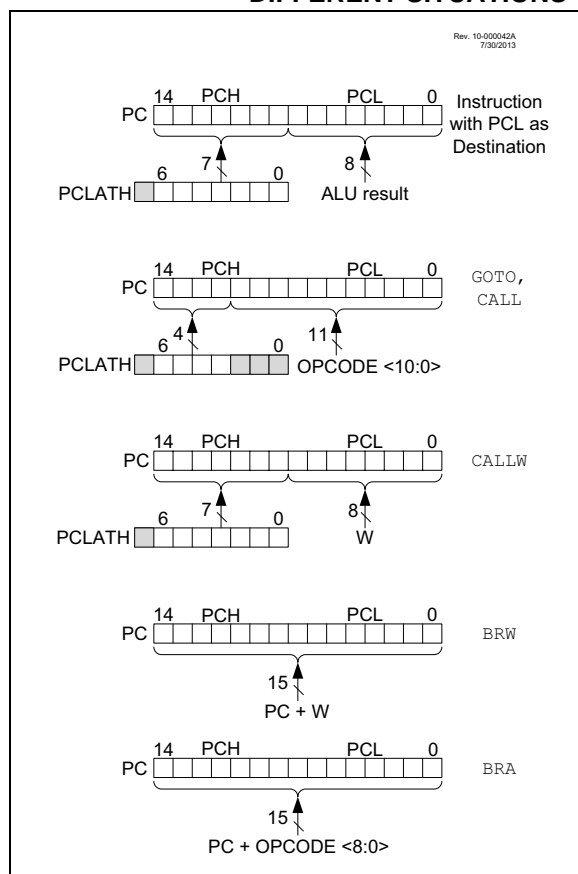 DIFFERENT SITUATIONS
Rev. 10-000042A
7/30/2013
14 PCH PCL 0
PC
Instruction
with PCL as
Destination
7 8
6 0
PCLATH
ALU result
14 PCH PCL 0
PC
GOTO,
CALL
4 11
6 0
PCLATH
OPCODE <10:0>
14 PCH PCL 0
PC
CALLW
7 8
6 0
PCLATH
W
14 PCH PCL 0
PC
BRW
15
PC + W
14 PCH PCL 0
PC
BRA
15
PC + OPCODE <8:0>